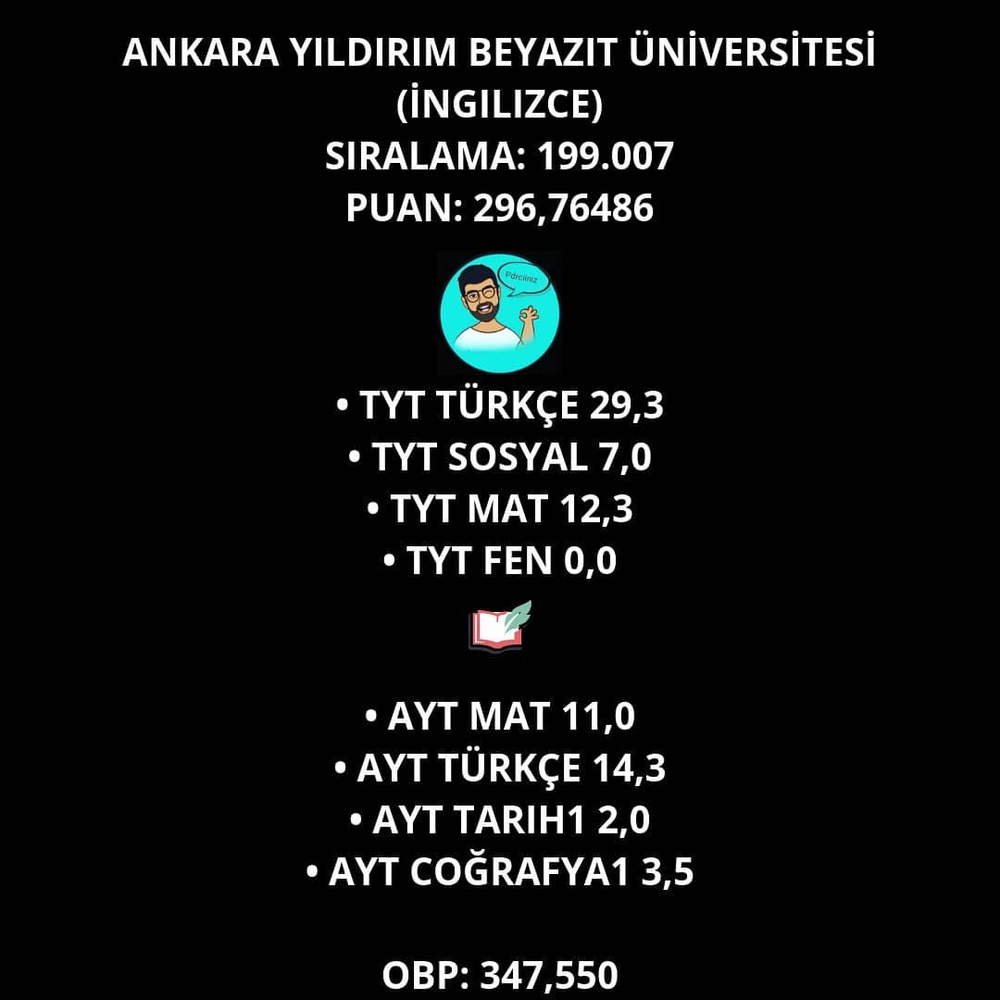 ANKARA YILDIRIM BEYAZIT ÜNİVERSİTESİ
(İNGILIZCE)
SIRALAMA: 199.007
PUAN: 296,76486
Pdrciiniz
• TYT TÜRKÇE 29,3
• TYT SOSYAL 7,0
• TYT MAT 12,3
• TYT FEN 0,0
• AYT MAT 11,0
• AYT TÜRKÇE 14,3
• AYT TARIH1 2,0
• AYT COĞRAFYA1 3,5
OBP: 347,550